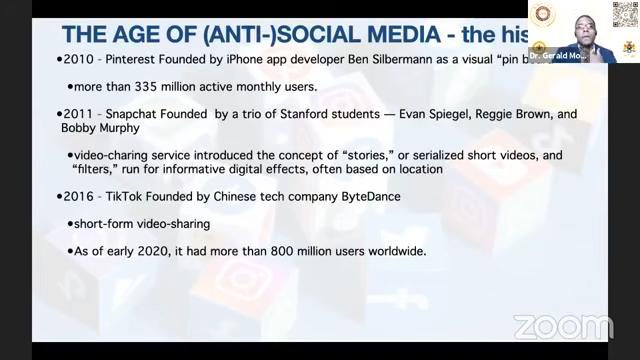 THE AGE OF (ANTI-)SOCIAL MEDIA - the his
•2010 - Pinterest Founded by iPhone app developer Ben Silbermann as a visual “pin b
•more than 335 million active monthly users.
•2011 - Snapchat Founded by a trio of Stanford students — Evan Spiegel, Reggie Brown, and
Bobby Murphy
•video-charing service introduced the concept of “stories,” or serialized short videos, and
“filters,” run for informative digital effects, often based on location
•2016 - TikTok Founded by Chinese tech company ByteDance
•short-form video-sharing
•As of early 2020, it had more than 800 million users worldwide.
Dr. Gerald Mo...
zoom